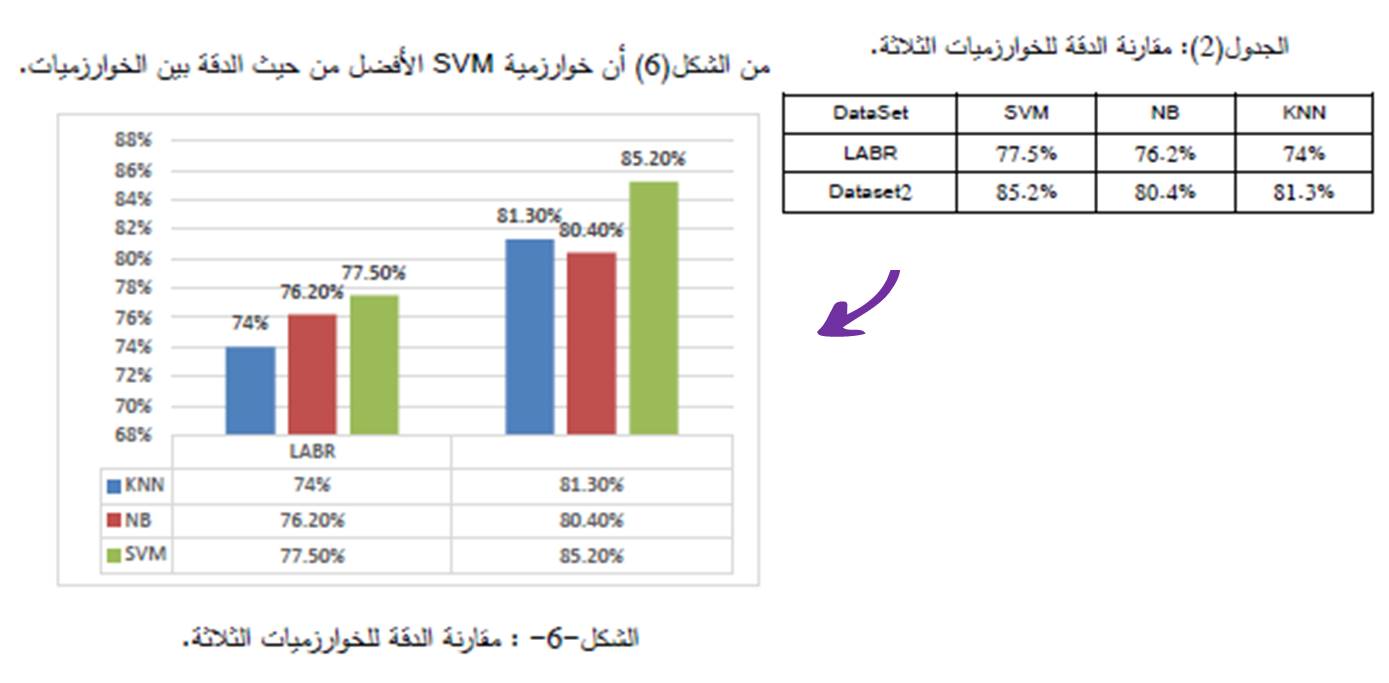 الجدول(2): مقارنة الدقة للخوارزميات الثلاثة.
DataSet SVM NB KNN
LABR 77.5% 76.2% 74%
Dataset2 85.2% 80.4% 81.3%
من الشكل(6) أن خوارزمية SVM الأفضل من حيث الدقة بين الخوارزميات.
88%
86%
84%
82%
80%
78%
76%
74%
72%
70%
68%
74%
76.20%
77.50%
81.30%
80.40%
85.20%
LABR
KNN 74% 81.30%
NB 76.20% 80.40%
SVM 77.50% 85.20%
الشكل-6- : مقارنة الدقة للخوارزميات الثلاثة.